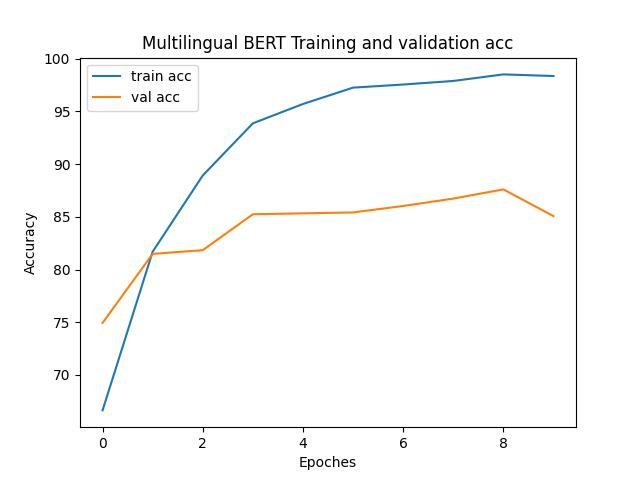 Multilingual BERT Training and validation acc
train acc
val acc
100
95
90
85
80
75
70
Accuracy
0 2 4 6 8
Epoches